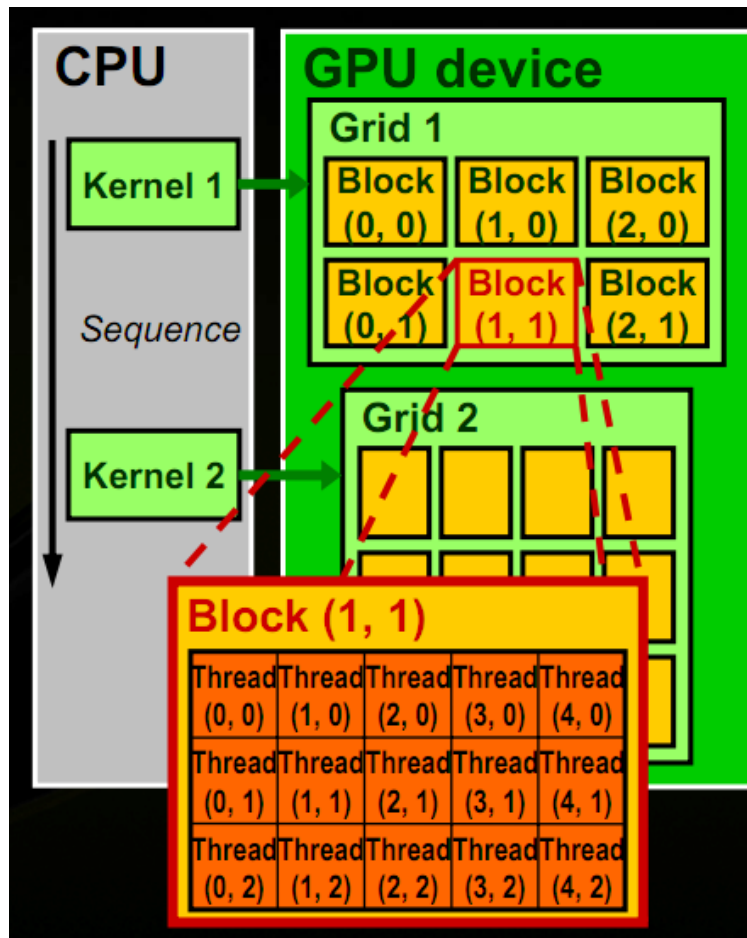 CPU
GPU device
Grid 1
Kernel 1
Block Block Block
(0, 0) (1, 0) (2, 0)
Block Block Block
(0, 1) (1, 1) (2, 1)
Sequence
Grid 2
Kernel 2
Block (1, 1)
Thread Thread Thread Thread Thread
(0, 0) (1, 0) (2, 0) (3, 0) (4, 0)
Thread Thread Thread Thread Thread
(0, 1) (1, 1) (2, 1) (3, 1) (4, 1)
Thread Thread Thread Thread Thread
(0, 2) (1, 2) (2, 2) (3, 2) (4, 2)